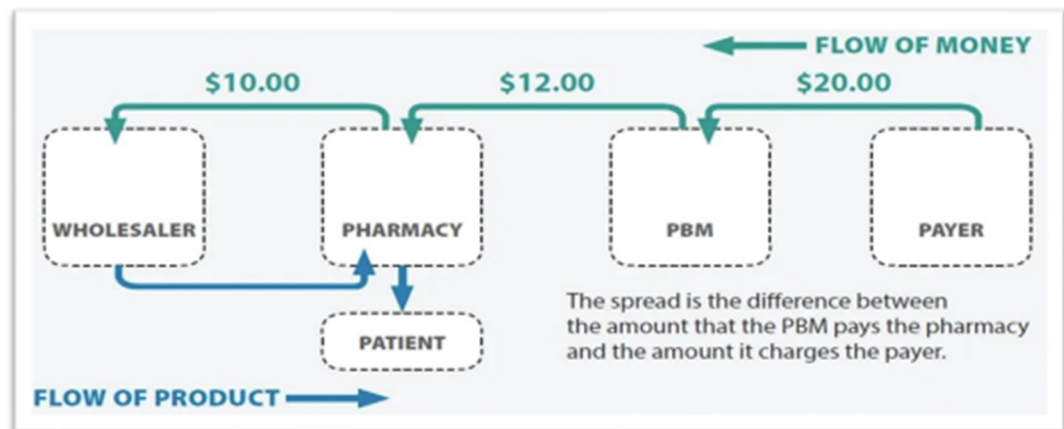 FLOW OF MONEY
$10.00
$12.00
$20.00
WHOLESALER
PHARMACY
PBM
PAYER
The spread is the difference between
the amount that the PBM pays the pharmacy
and the amount it charges the payer.
PATIENT
FLOW OF PRODUCT